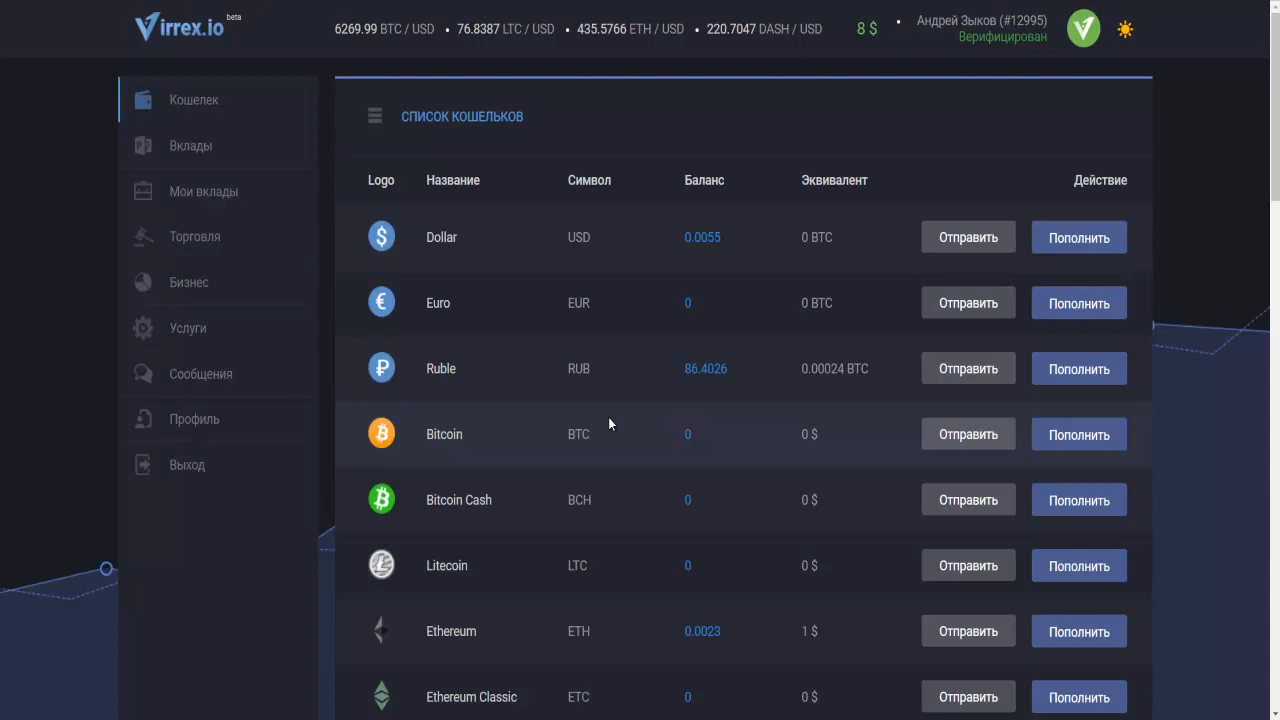 Virrex.io beta
6269.99 BTC / USD • 76.8387 LTC / USD • 435.5766 ETH / USD • 220.7047 DASH / USD
8 $
• Андрей Зыков (#12995)
Верифицирован
Кошелек
Вклады
Мои вклады
Торговля
Бизнес
Услуги
Сообщения
Профиль
Выход
СПИСОК КОШЕЛЬКОВ
Logo Название Символ Баланс Эквивалент Действие
Dollar USD 0.0055 0 BTC Отправить Пополнить
Euro EUR 0 0 BTC Отправить Пополнить
Ruble RUB 86.4026 0.00024 BTC Отправить Пополнить
Bitcoin BTC 0 0 $ Отправить Пополнить
Bitcoin Cash BCH 0 0 $ Отправить Пополнить
Litecoin LTC 0 0 $ Отправить Пополнить
Ethereum ETH 0.0023 1 $ Отправить Пополнить
Ethereum Classic ETC 0 0 $ Отправить Пополнить